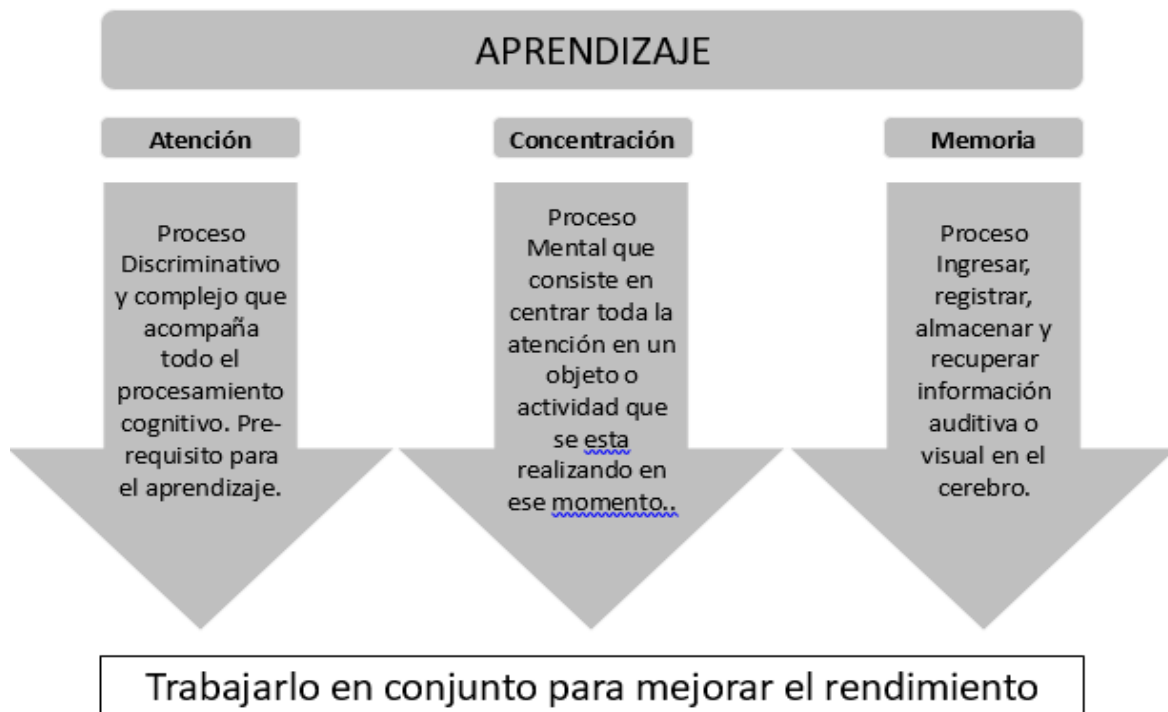 APRENDIZAJE
Atención
Proceso
Discriminativo
y complejo que
acompaña
todo el
procesamiento
cognitivo. Pre-
requisito para
el aprendizaje.
Concentración
Proceso
Mental que
consiste en
centrar toda la
atención en un
objeto o
actividad que
se esta
realizando en
ese momento..
Memoria
Proceso
Ingresar,
registrar,
almacenar y
recuperar
información
auditiva o
visual en el
cerebro.
Trabajarlo en conjunto para mejorar el rendimiento